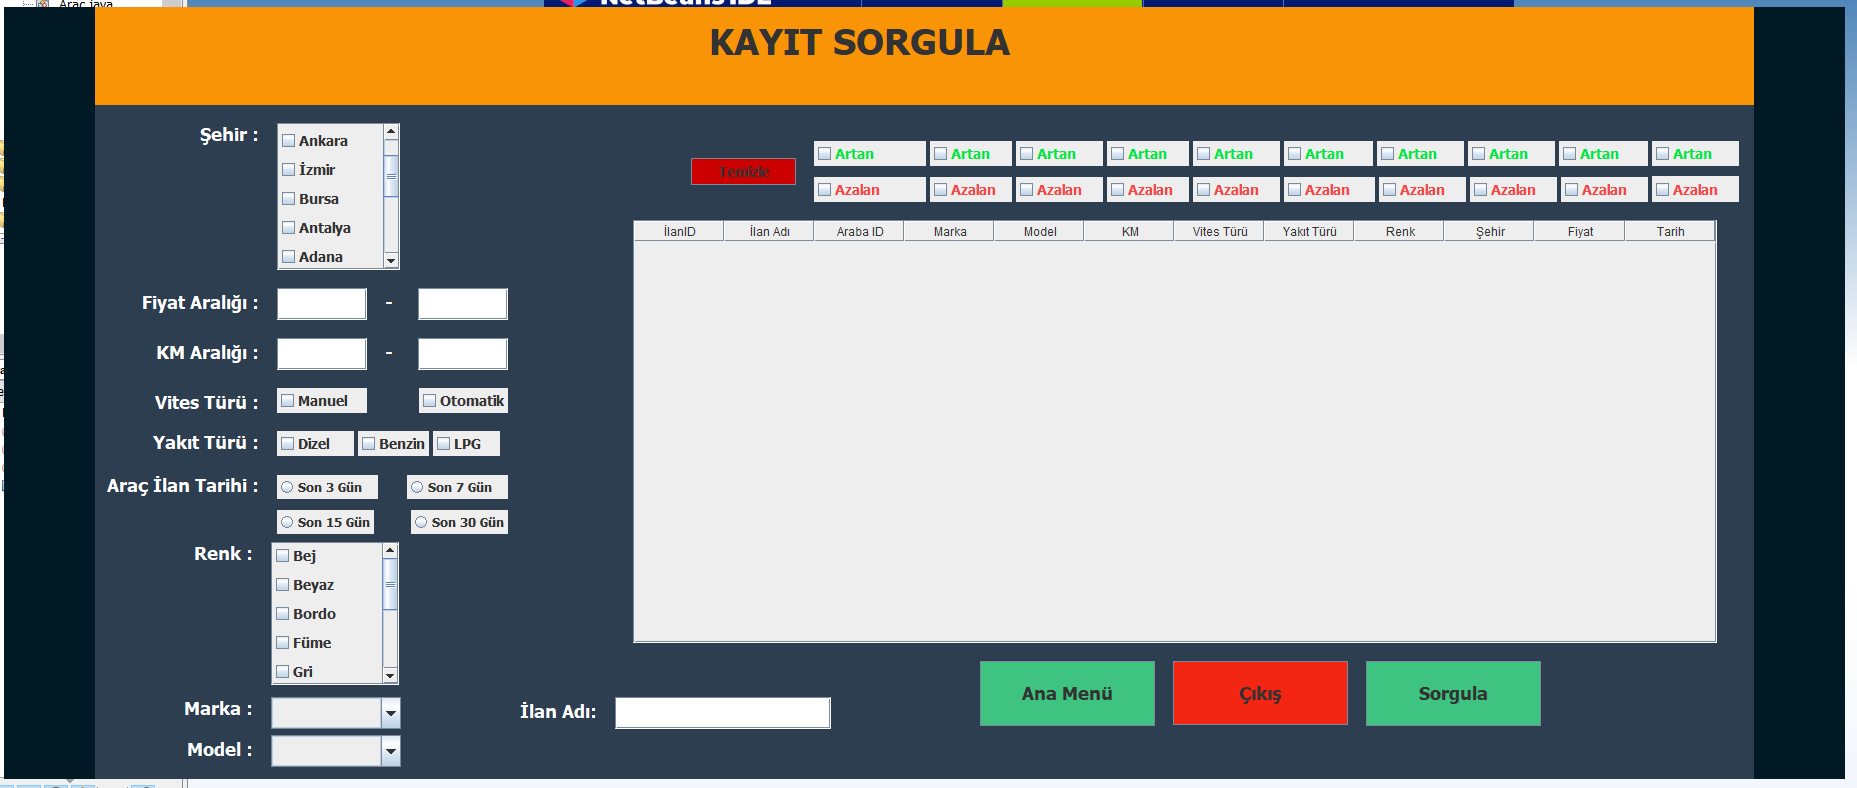 Araç.java
NetBeans IDE
KAYIT SORGULA
Şehir :
Ankara
İzmir
Bursa
Antalya
Adana
Fiyat Aralığı : -
KM Aralığı : -
Vites Türü : Manuel Otomatik
Yakıt Türü : Dizel Benzin LPG
Araç İlan Tarihi : Son 3 Gün Son 7 Gün
Son 15 Gün Son 30 Gün
Renk :
Bej
Beyaz
Bordo
Füme
Gri
Marka :
Model :
İlan Adı:
Temizle
Artan Artan Artan Artan Artan Artan Artan Artan Artan Artan
Azalan Azalan Azalan Azalan Azalan Azalan Azalan Azalan Azalan Azalan
İlanID İlan Adı Araba ID Marka Model KM Vites Türü Yakıt Türü Renk Şehir Fiyat Tarih
Ana Menü Çıkış Sorgula